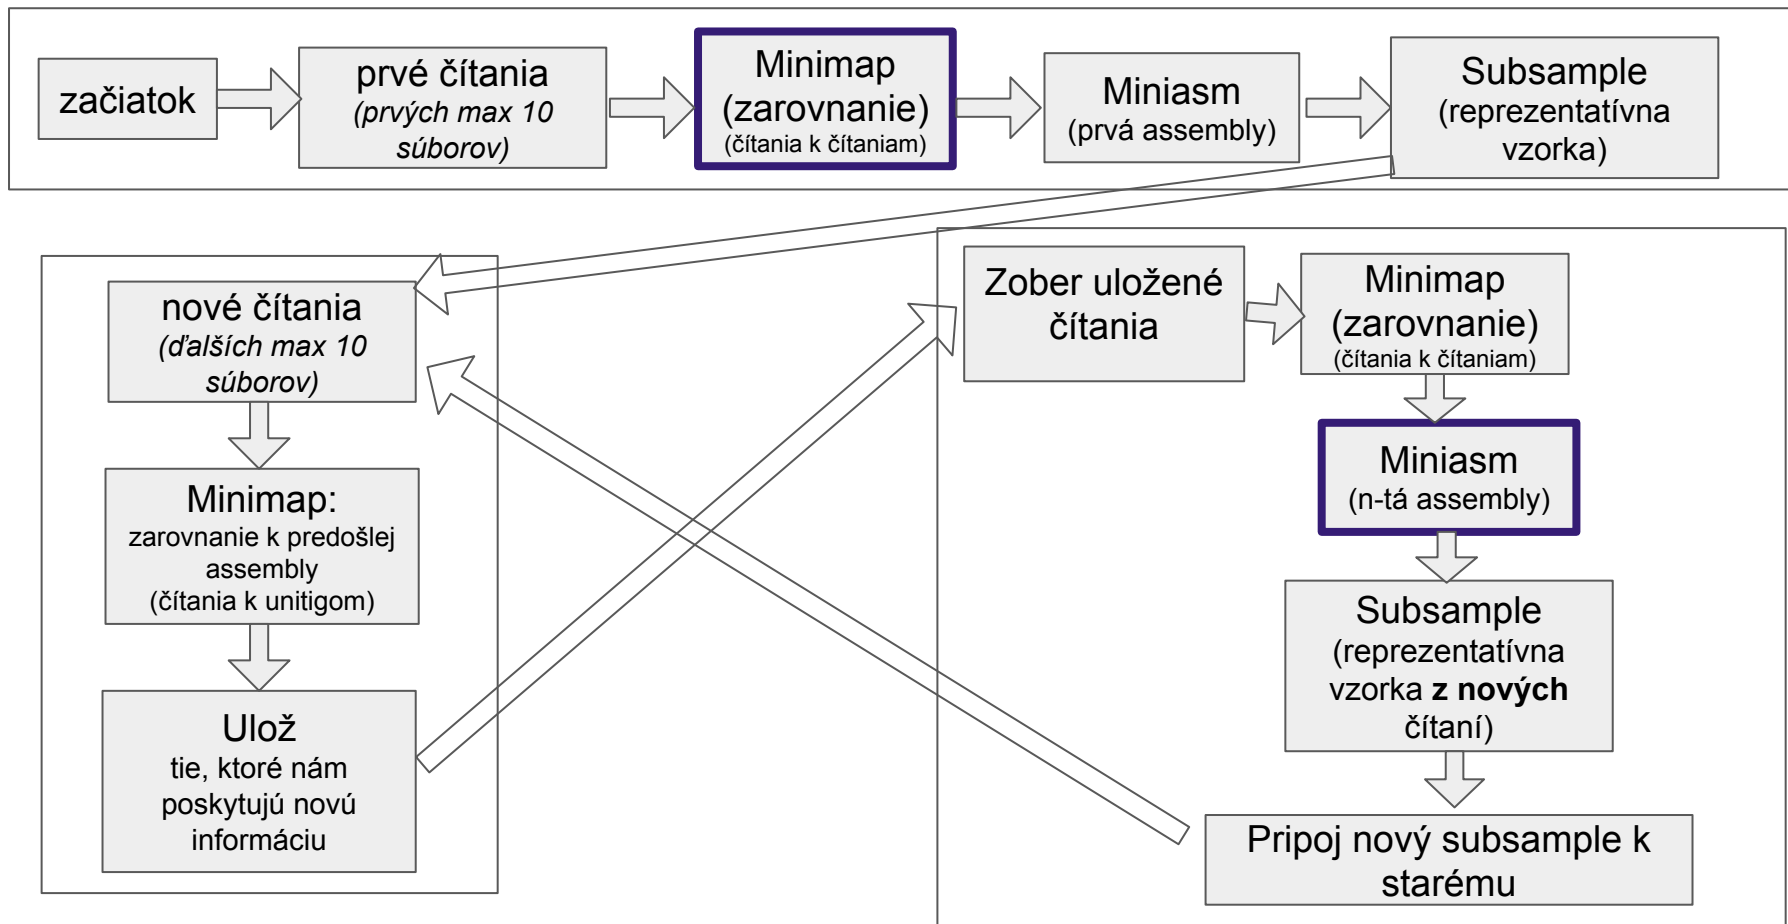 začiatok
prvé čítania
(prvých max 10
súborov)
Minimap
(zarovnanie)
(čítania k čítaniam)
Miniasm
(prvá assembly)
Subsample
(reprezentatívna
vzorka)
nové čítania
(ďalších max 10
súborov)
Minimap:
zarovnanie k predošlej
assembly
(čítania k unitigom)
Ulož
tie, ktoré nám
poskytujú novú
informáciu
Zober uložené
čítania
Minimap
(zarovnanie)
(čítania k čítaniam)
Miniasm
(n-tá assembly)
Subsample
(reprezentatívna
vzorka z nových
čítaní)
Pripoj nový subsample k
starému